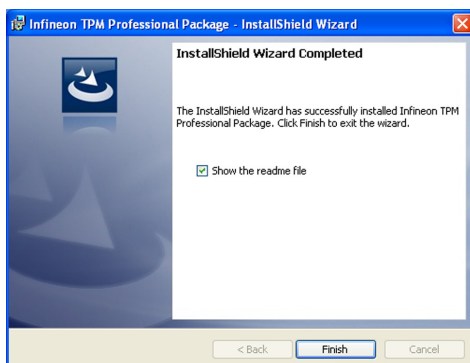 Infineon TPM Professional Package - InstallShield Wizard
InstallShield Wizard Completed
The InstallShield Wizard has successfully installed Infineon TPM
Professional Package. Click Finish to exit the wizard.
Show the readme file
< Back
Finish
Cancel